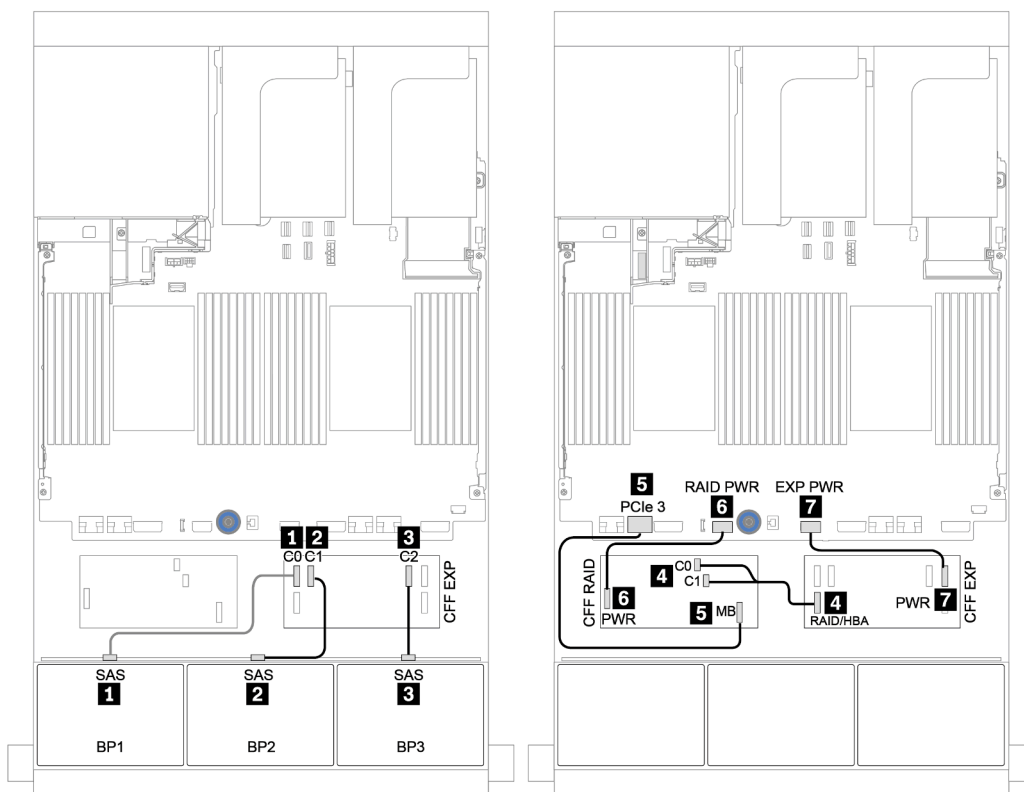 1 2 3
C0 C1 C2
CFF EXP
SAS SAS SAS
1 2 3
BP1 BP2 BP3
5 RAID PWR EXP PWR
PCIe 3 6 7
CFF RAID
C0
4 C1
6
PWR
5 MB
4
RAID/HBA
PWR 7
CFF EXP